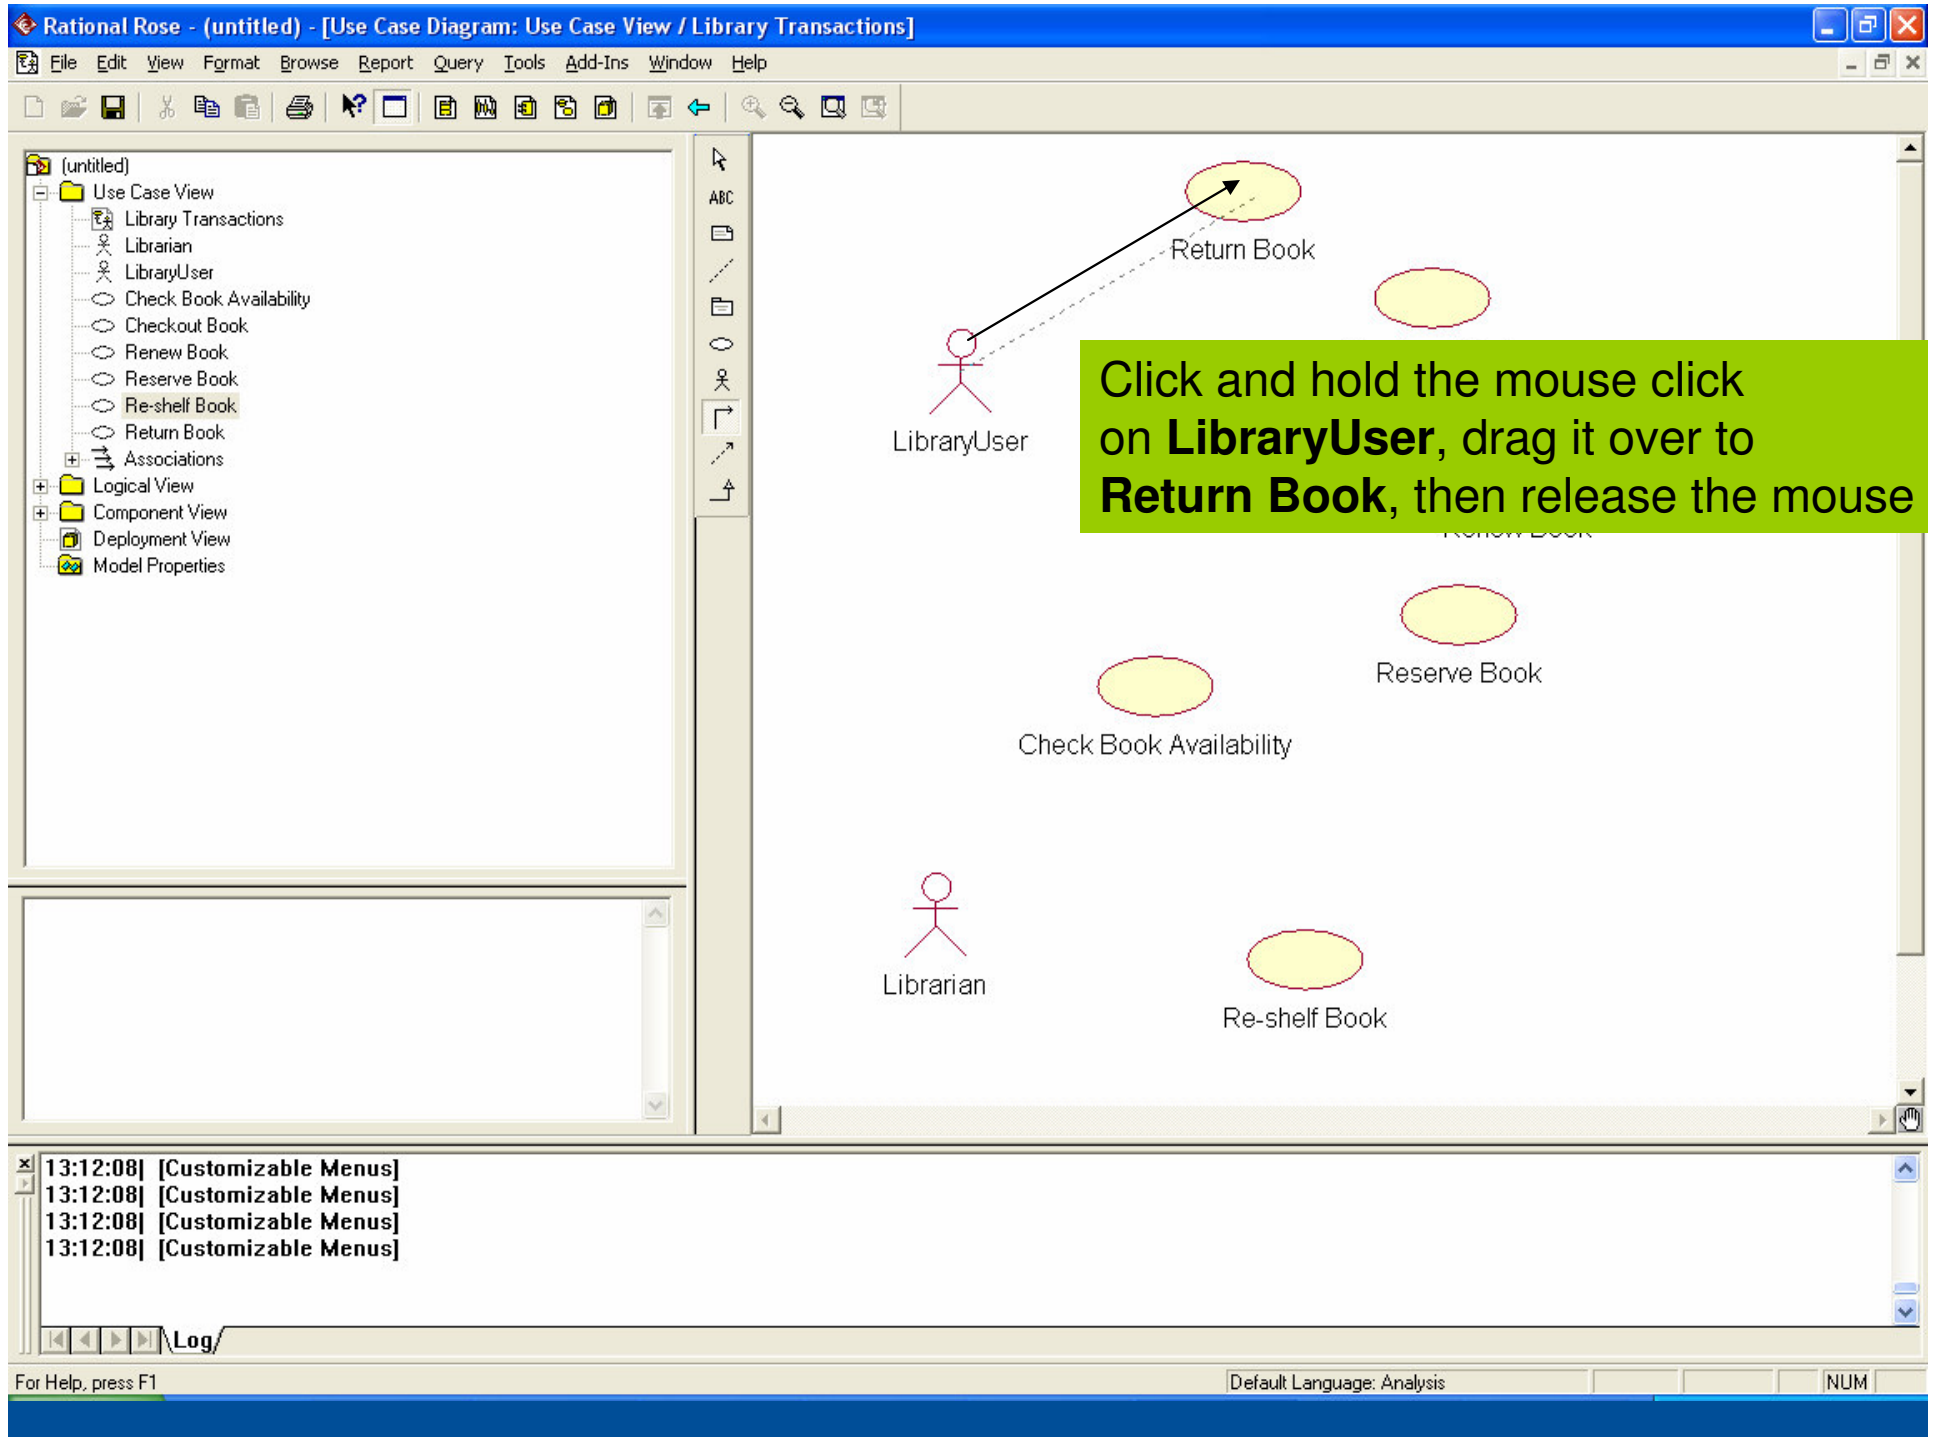 Rational Rose - (untitled) - [Use Case Diagram: Use Case View / Library Transactions]
File Edit View Format Browse Report Query Tools Add-Ins Window Help
(untitled)
Use Case View
Library Transactions
Librarian
LibraryUser
Check Book Availability
Checkout Book
Renew Book
Reserve Book
Re-shelf Book
Return Book
Associations
Logical View
Component View
Deployment View
Model Properties
ABC
Return Book
LibraryUser
Click and hold the mouse click
on LibraryUser, drag it over to
Return Book, then release the mouse
Renew Book
Reserve Book
Check Book Availability
Librarian
Re-shelf Book
13:12:08| [Customizable Menus]
13:12:08| [Customizable Menus]
13:12:08| [Customizable Menus]
13:12:08| [Customizable Menus]
Log
For Help, press F1
Default Language: Analysis
NUM